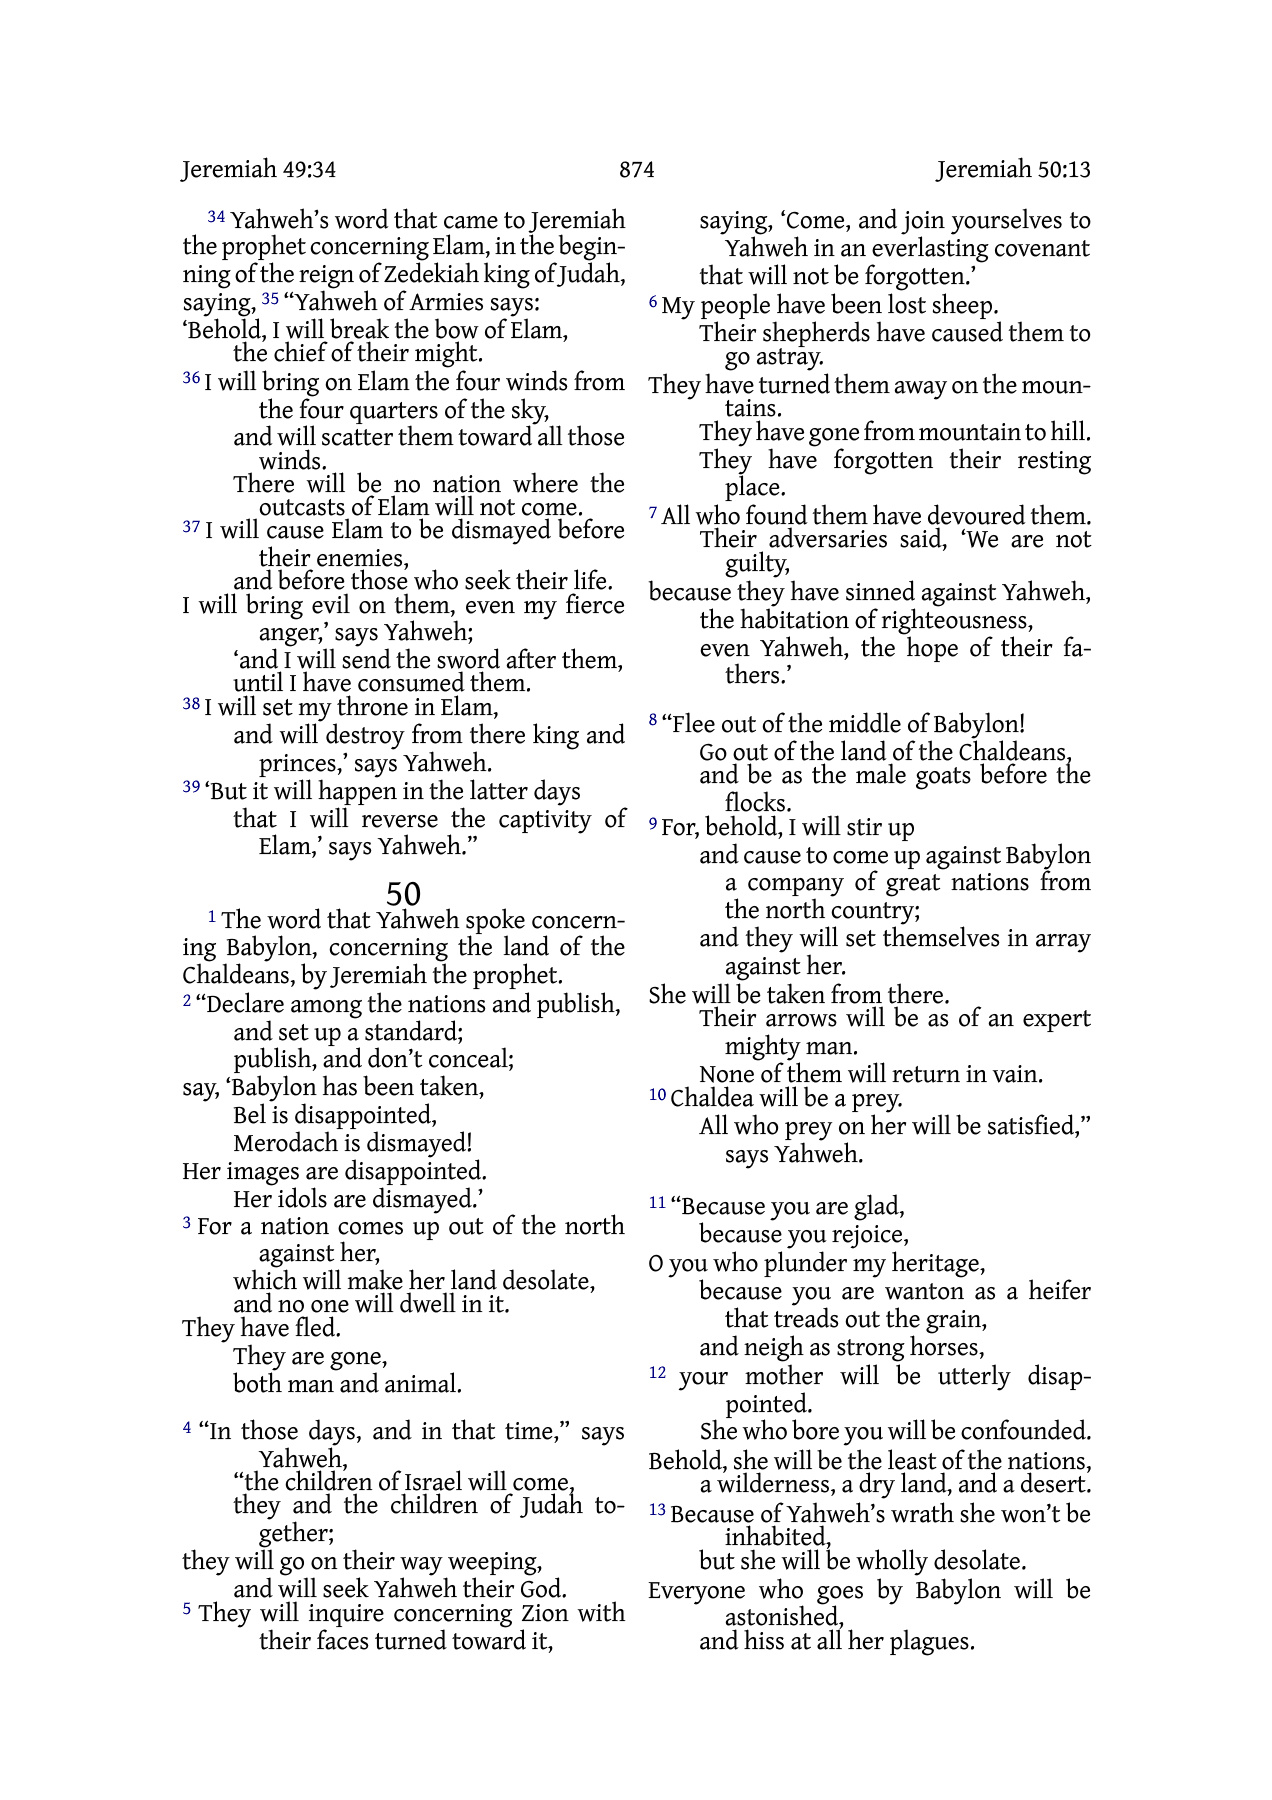 Jeremiah 49:34 874 Jeremiah 50:13
34 Yahweh’s word that came to Jeremiah
the prophet concerning Elam, in the begin-
ning of the reign of Zedekiah king of Judah,
saying, 35 “Yahweh of Armies says:
‘Behold, I will break the bow of Elam,
the chief of their might.
36 I will bring on Elam the four winds from
the four quarters of the sky,
and will scatter them toward all those
winds.
There will be no nation where the
outcasts of Elam will not come.
37 I will cause Elam to be dismayed before
their enemies,
and before those who seek their life.
I will bring evil on them, even my fierce
anger,’ says Yahweh;
‘and I will send the sword after them,
until I have consumed them.
38 I will set my throne in Elam,
and will destroy from there king and
princes,’ says Yahweh.
39 ‘But it will happen in the latter days
that I will reverse the captivity of
Elam,’ says Yahweh.”
50
1 The word that Yahweh spoke concern-
ing Babylon, concerning the land of the
Chaldeans, by Jeremiah the prophet.
2 “Declare among the nations and publish,
and set up a standard;
publish, and don’t conceal;
say, ‘Babylon has been taken,
Bel is disappointed,
Merodach is dismayed!
Her images are disappointed.
Her idols are dismayed.’
3 For a nation comes up out of the north
against her,
which will make her land desolate,
and no one will dwell in it.
They have fled.
They are gone,
both man and animal.
4 “In those days, and in that time,” says
Yahweh,
“the children of Israel will come,
they and the children of Judah to-
gether;
they will go on their way weeping,
and will seek Yahweh their God.
5 They will inquire concerning Zion with
their faces turned toward it,
saying, ‘Come, and join yourselves to
Yahweh in an everlasting covenant
that will not be forgotten.’
6 My people have been lost sheep.
Their shepherds have caused them to
go astray.
They have turned them away on the moun-
tains.
They have gone from mountain to hill.
They have forgotten their resting
place.
7 All who found them have devoured them.
Their adversaries said, ‘We are not
guilty,
because they have sinned against Yahweh,
the habitation of righteousness,
even Yahweh, the hope of their fa-
thers.’
8 “Flee out of the middle of Babylon!
Go out of the land of the Chaldeans,
and be as the male goats before the
flocks.
9 For, behold, I will stir up
and cause to come up against Babylon
a company of great nations from
the north country;
and they will set themselves in array
against her.
She will be taken from there.
Their arrows will be as of an expert
mighty man.
None of them will return in vain.
10 Chaldea will be a prey.
All who prey on her will be satisfied,”
says Yahweh.
11 “Because you are glad,
because you rejoice,
O you who plunder my heritage,
because you are wanton as a heifer
that treads out the grain,
and neigh as strong horses,
12 your mother will be utterly disap-
pointed.
She who bore you will be confounded.
Behold, she will be the least of the nations,
a wilderness, a dry land, and a desert.
13 Because of Yahweh’s wrath she won’t be
inhabited,
but she will be wholly desolate.
Everyone who goes by Babylon will be
astonished,
and hiss at all her plagues.